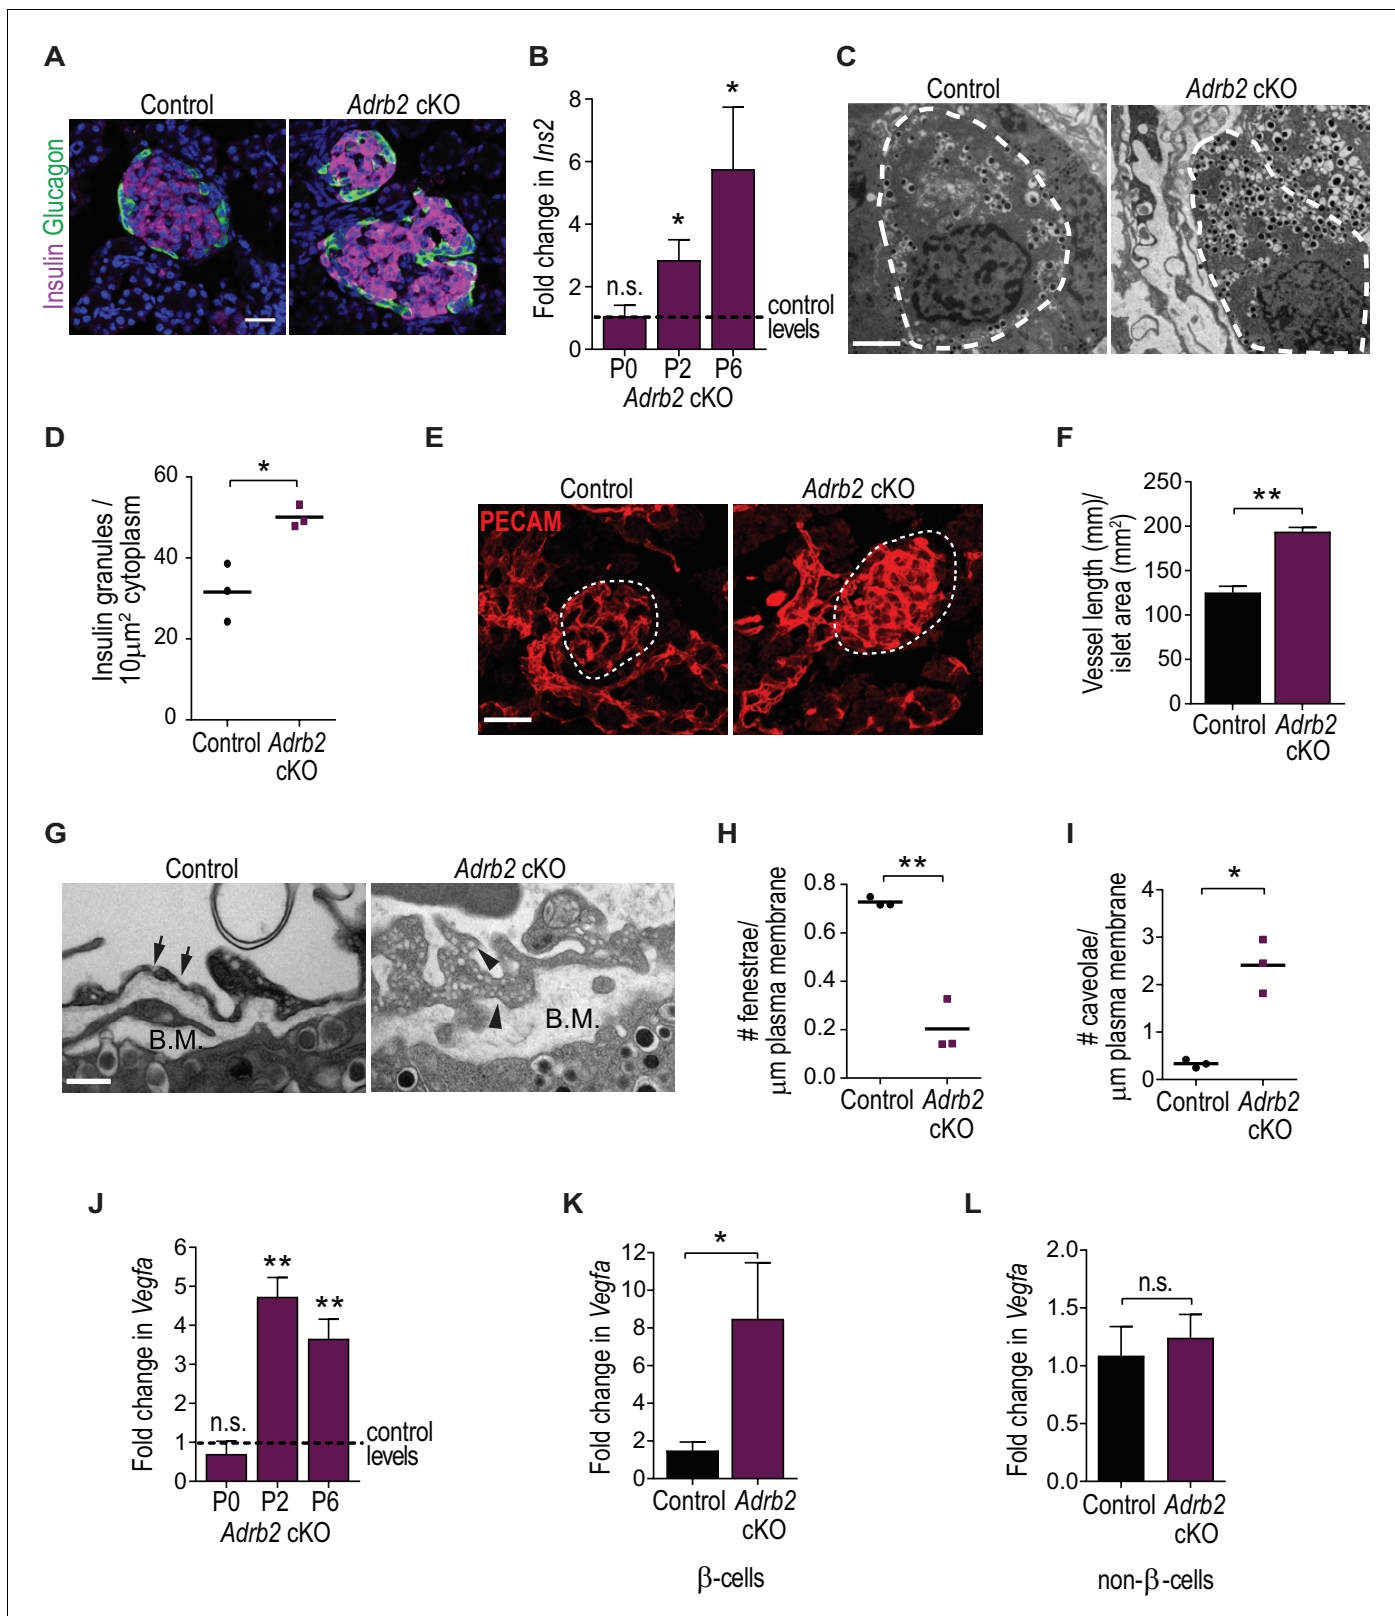 A
Control
Adrb2 cKO
Insulin Glucagon
B
Fold change in Ins2
8
6
4
2
0
n.s.
*
*
control
levels
P0 P2 P6
Adrb2 cKO
C
Control
Adrb2 cKO
D
Insulin granules /
10μm² cytoplasm
60
40
20
0
*
Control Adrb2
cKO
E
Control
Adrb2 cKO
PECAM
F
Vessel length (mm)/
islet area (mm²)
250
200
150
100
50
0
**
Control Adrb2
cKO
G
Control
Adrb2 cKO
B.M.
B.M.
H
# fenestrae/
μm plasma membrane
0.8
0.6
0.4
0.2
0.0
**
Control Adrb2
cKO
I
# caveolae/
μm plasma membrane
4
3
2
1
0
*
Control Adrb2
cKO
J
Fold change in Vegfa
6
5
4
3
2
1
0
n.s.
**
**
control
levels
P0 P2 P6
Adrb2 cKO
K
Fold change in Vegfa
12
10
8
6
4
2
0
*
Control Adrb2
cKO
β-cells
L
Fold change in Vegfa
2.0
1.5
1.0
0.5
0.0
n.s.
Control Adrb2
cKO
non-β-cells